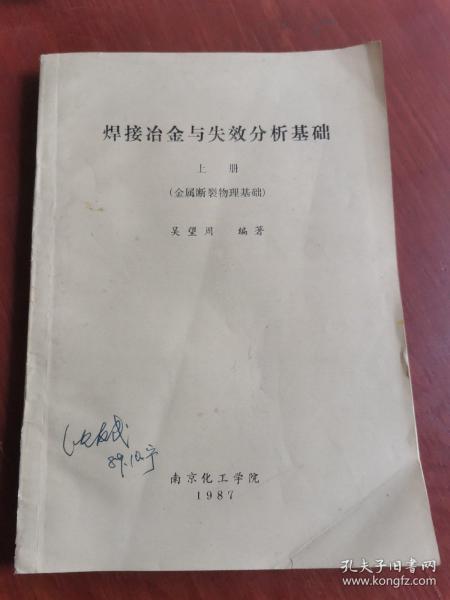 焊接冶金与失效分析基础
上册
(金属断裂物理基础)
吴望周 编著
89.10.宁
南京化工学院
1987
孔夫子旧书网
www.kongfz.com